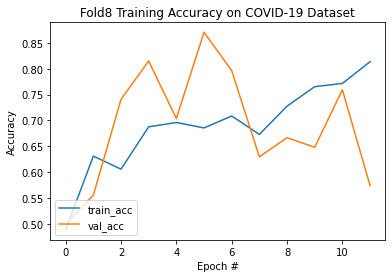 Fold8 Training Accuracy on COVID-19 Dataset
Accuracy
0.85
0.80
0.75
0.70
0.65
0.60
0.55
0.50
train_acc
val_acc
0 2 4 6 8 10
Epoch #